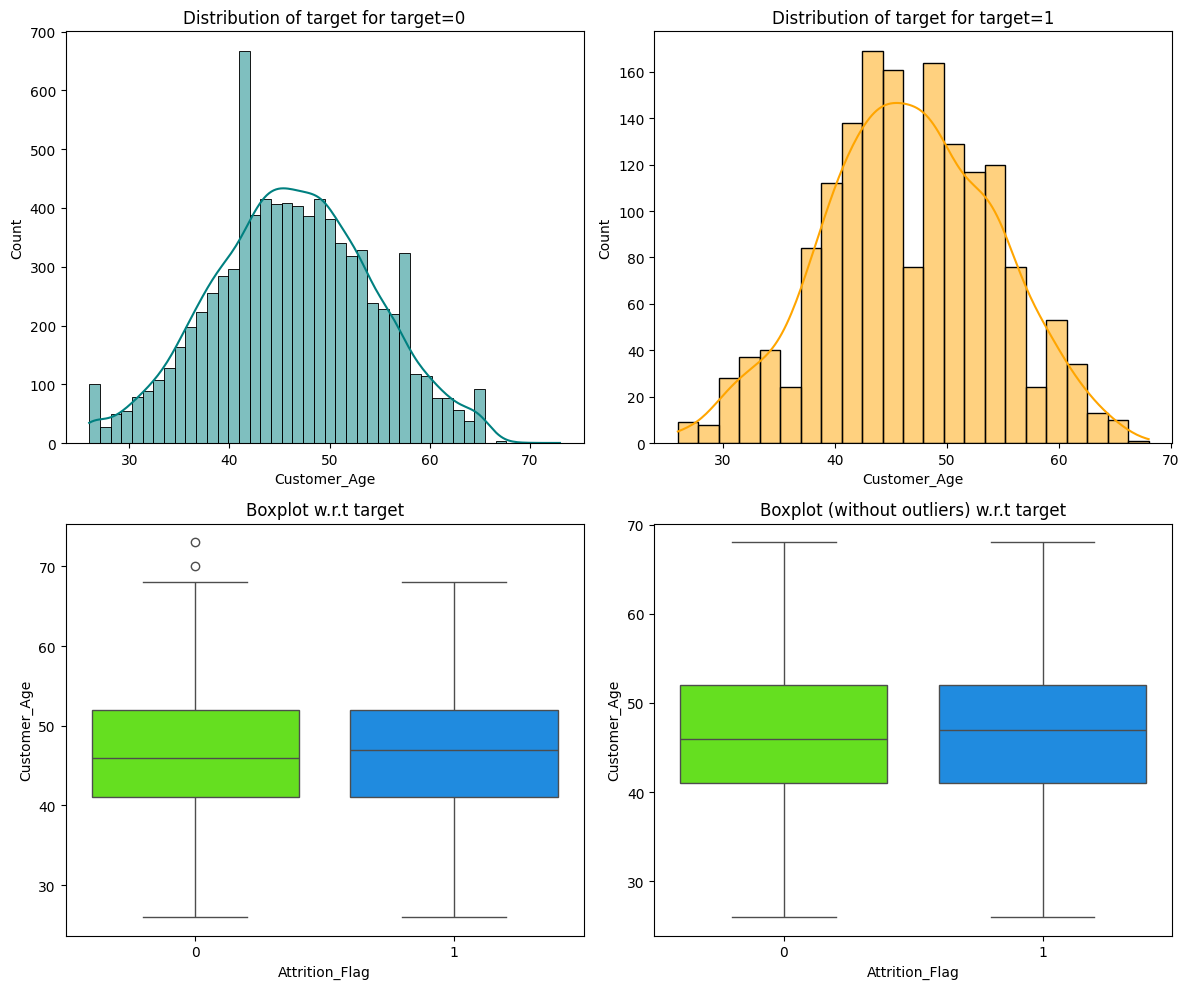 Distribution of target for target=0
700
600
500
400
300
200
100
0
Count
30 40 50 60 70
Customer_Age
Distribution of target for target=1
160
140
120
100
80
60
40
20
0
Count
30 40 50 60 70
Customer_Age
Boxplot w.r.t target
70
60
50
40
30
Customer_Age
0 1
Attrition_Flag
Boxplot (without outliers) w.r.t target
70
60
50
40
30
Customer_Age
0 1
Attrition_Flag